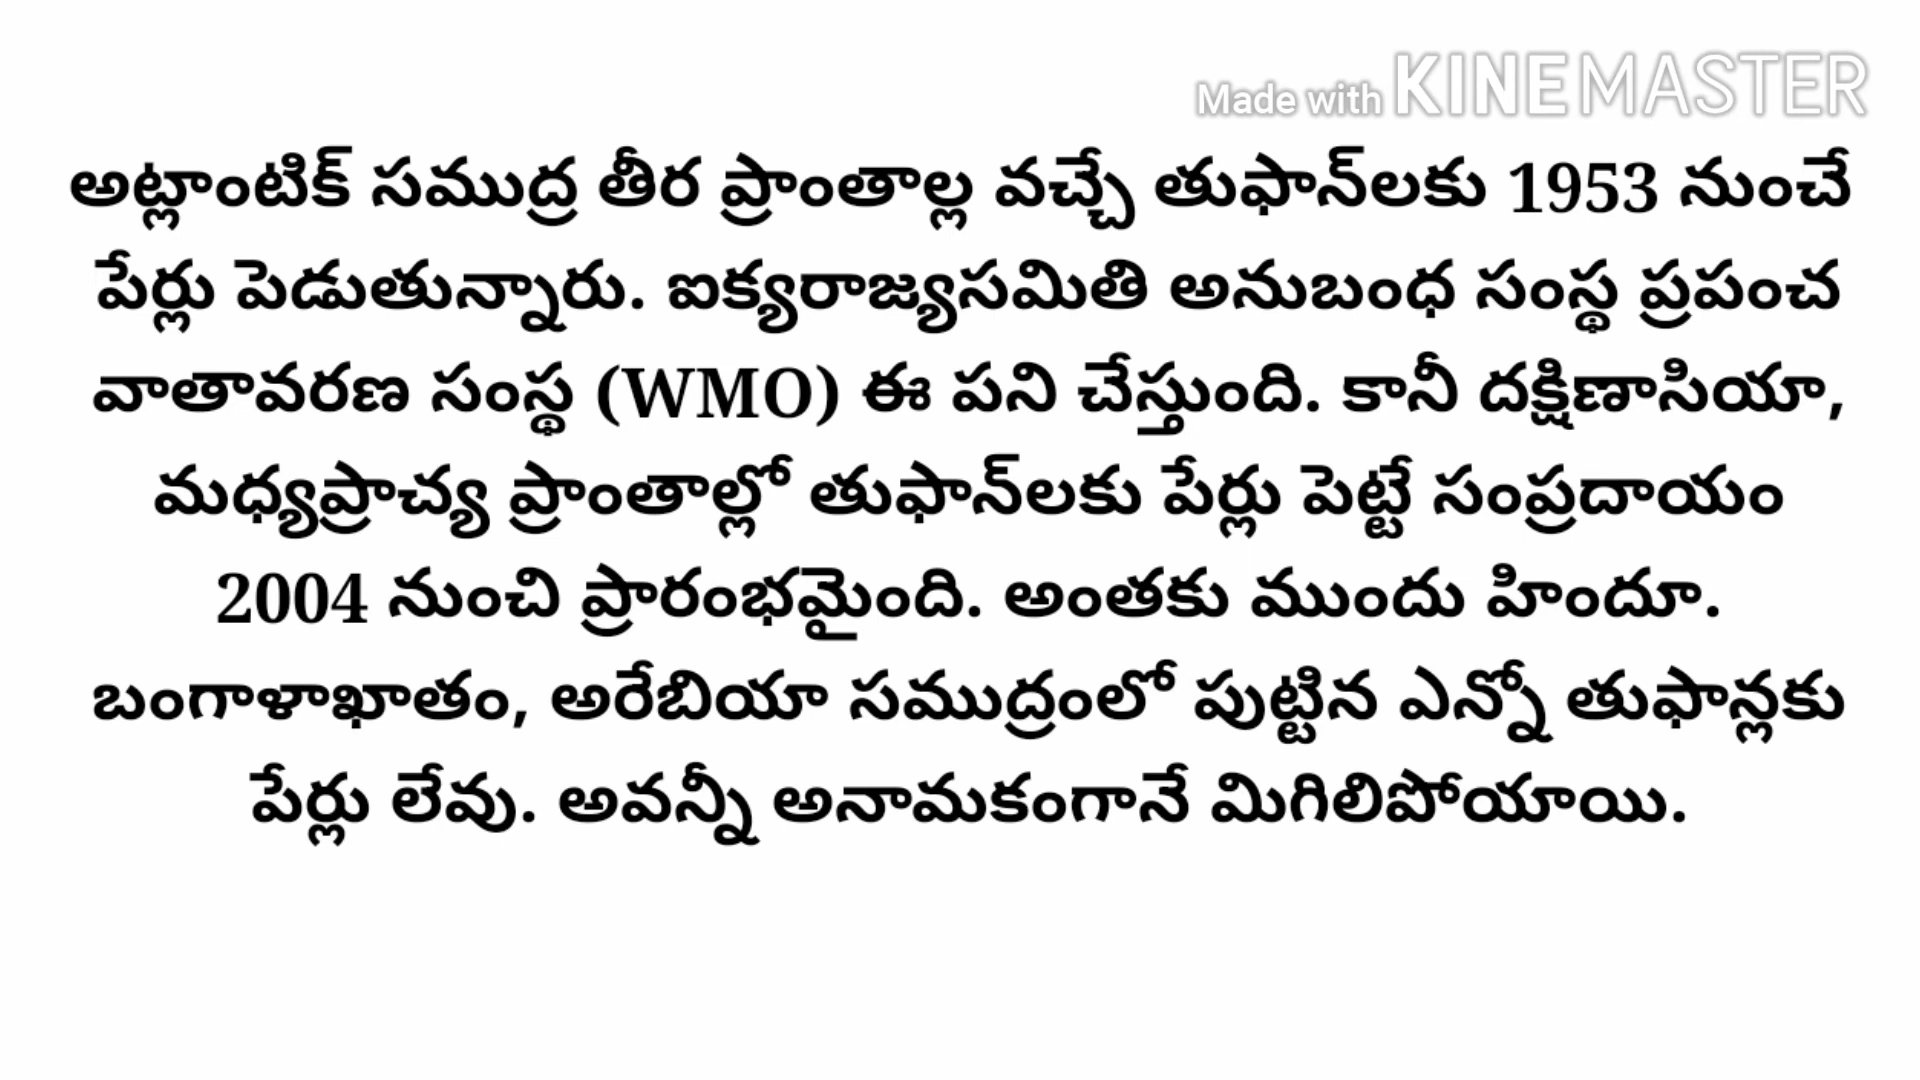 Made with KINEMASTER
అట్లాంటిక్ సముద్ర తీర ప్రాంతాల్ల వచ్చే తుఫాన్‌లకు 1953 నుంచే
పేర్లు పెడుతున్నారు. ఐక్యరాజ్యసమితి అనుబంధ సంస్థ ప్రపంచ
వాతావరణ సంస్థ (WMO) ఈ పని చేస్తుంది. కానీ దక్షిణాసియా,
మధ్యప్రాచ్య ప్రాంతాల్లో తుఫాన్‌లకు పేర్లు పెట్టే సంప్రదాయం
2004 నుంచి ప్రారంభమైంది. అంతకు ముందు హిందూ.
బంగాళాఖాతం, అరేబియా సముద్రంలో పుట్టిన ఎన్నో తుఫాన్లకు
పేర్లు లేవు. అవన్నీ అనామకంగానే మిగిలిపోయాయి.